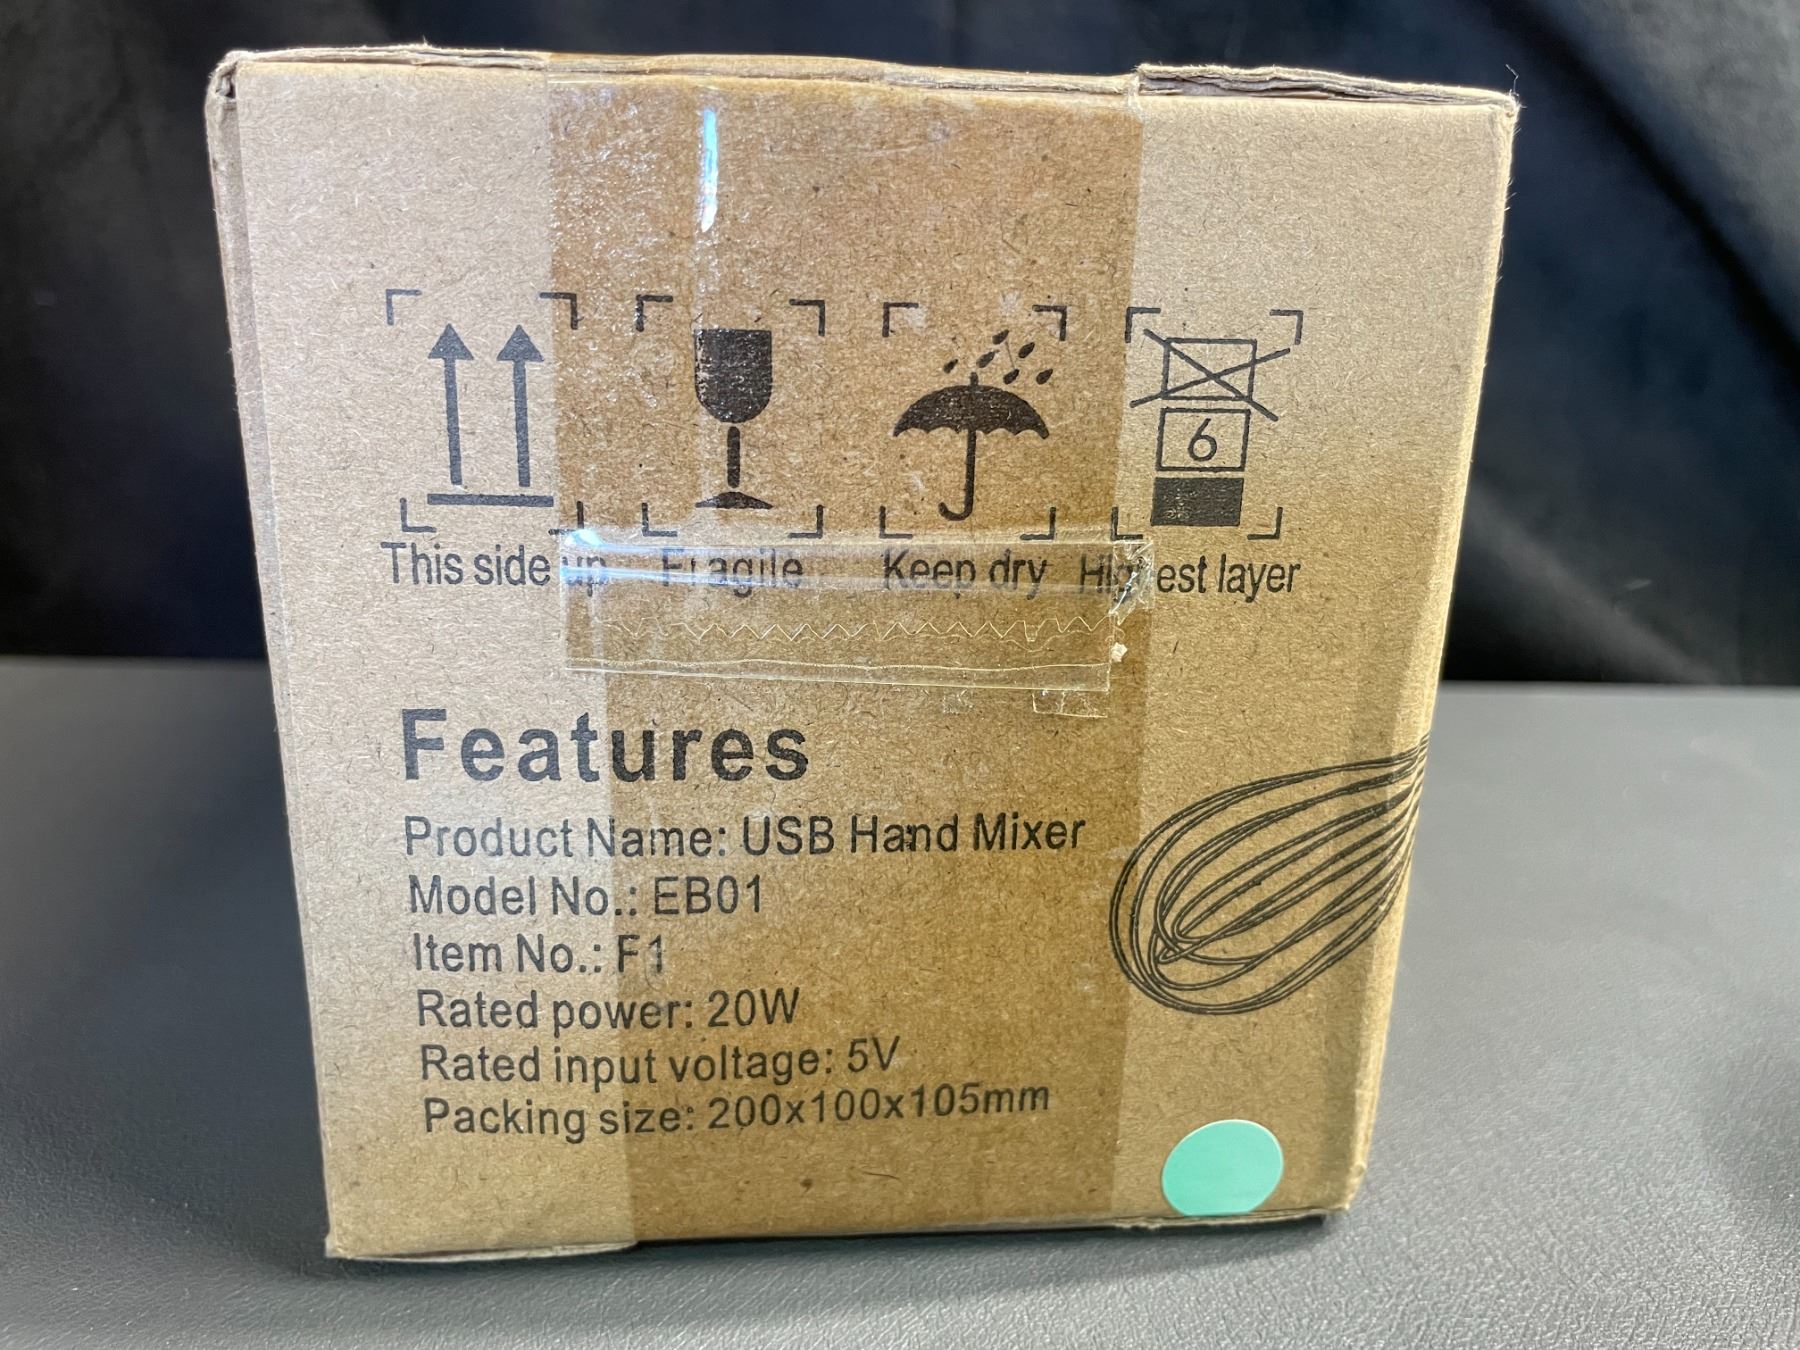 6
This side up Fragile Keep dry Highest layer
Features
Product Name: USB Hand Mixer
Model No.: EB01
Item No.: F1
Rated power: 20W
Rated input voltage: 5V
Packing size: 200x100x105mm